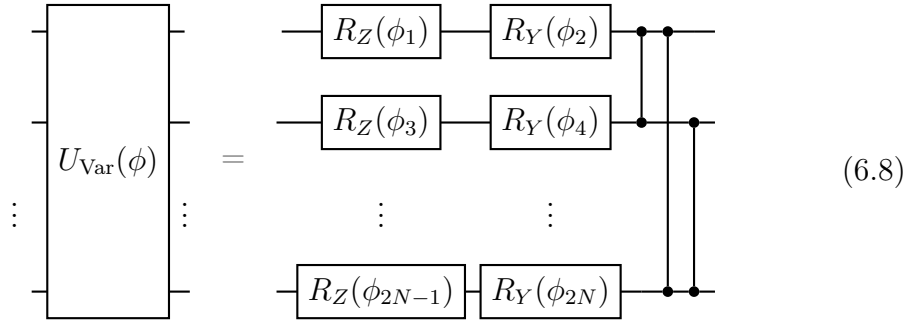 R_Z(ϕ_1) R_Y(ϕ_2)
R_Z(ϕ_3) R_Y(ϕ_4)
U_Var(ϕ) = (6.8)
⋮ ⋮ ⋮ ⋮
R_Z(ϕ_{2N−1}) R_Y(ϕ_{2N})